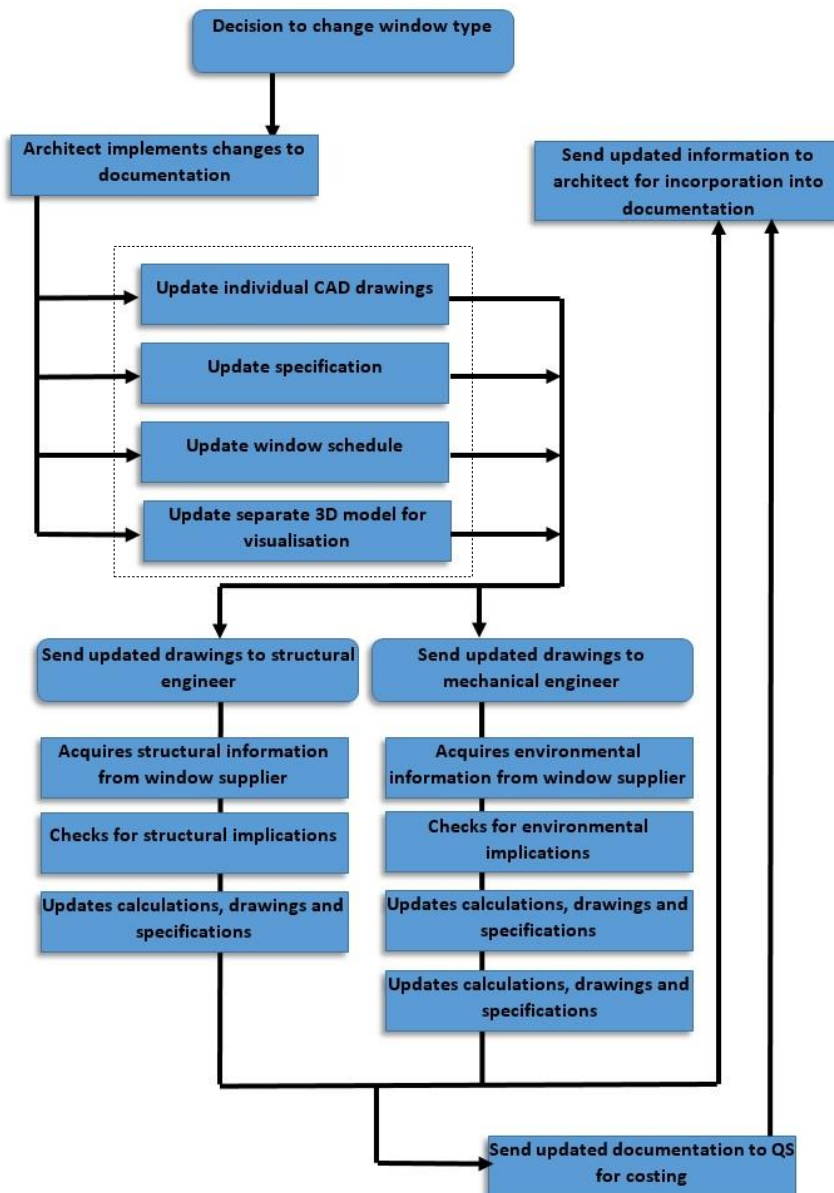 Decision to change window type
Architect implements changes to
documentation
Send updated information to
architect for incorporation into
documentation
Update individual CAD drawings
Update specification
Update window schedule
Update separate 3D model for
visualisation
Send updated drawings to structural
engineer
Send updated drawings to
mechanical engineer
Acquires structural information
from window supplier
Acquires environmental
information from window supplier
Checks for structural implications
Checks for environmental
implications
Updates calculations, drawings and
specifications
Updates calculations, drawings and
specifications
Updates calculations, drawings and
specifications
Send updated documentation to QS
for costing